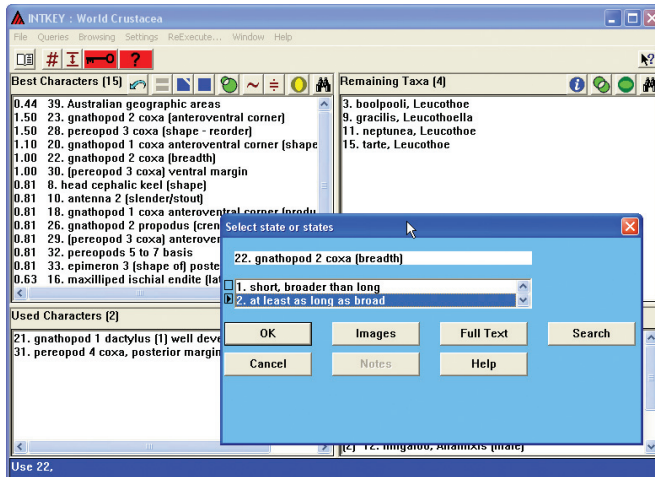 INTKEY : World Crustacea
File Queries Browsing Settings ReExecute... Window Help
Best Characters (15)
Remaining Taxa (4)
0.44 39. Australian geographic areas
1.50 23. gnathopod 2 coxa (anteroventral corner)
1.50 28. pereopod 3 coxa (shape - reorder)
1.10 20. gnathopod 1 coxa anteroventral corner (shape
1.00 22. gnathopod 2 coxa (breadth)
1.00 30. (pereopod 3 coxa) ventral margin
0.81 8. head cephalic keel (shape)
0.81 10. antenna 2 (slender/stout)
0.81 18. gnathopod 1 coxa anteroventral corner (produ
0.81 26. gnathopod 2 propodus (cren
0.81 29. (pereopod 3 coxa) anterover
0.81 32. pereopods 5 to 7 basis
0.81 33. epimeron 3 (shape of) poste
0.63 16. maxilliped ischial endite (lat
3. boolpooli, Leucothoe
9. gracilis, Leucothoella
11. neptunea, Leucothoe
15. tarte, Leucothoe
Used Characters (2)
21. gnathopod 1 dactylus (1) well deve
31. pereopod 4 coxa, posterior margin
Select state or states
22. gnathopod 2 coxa (breadth)
1. short, broader than long
2. at least as long as broad
OK Images Full Text Search
Cancel Notes Help
(2) 12.
Use 22,